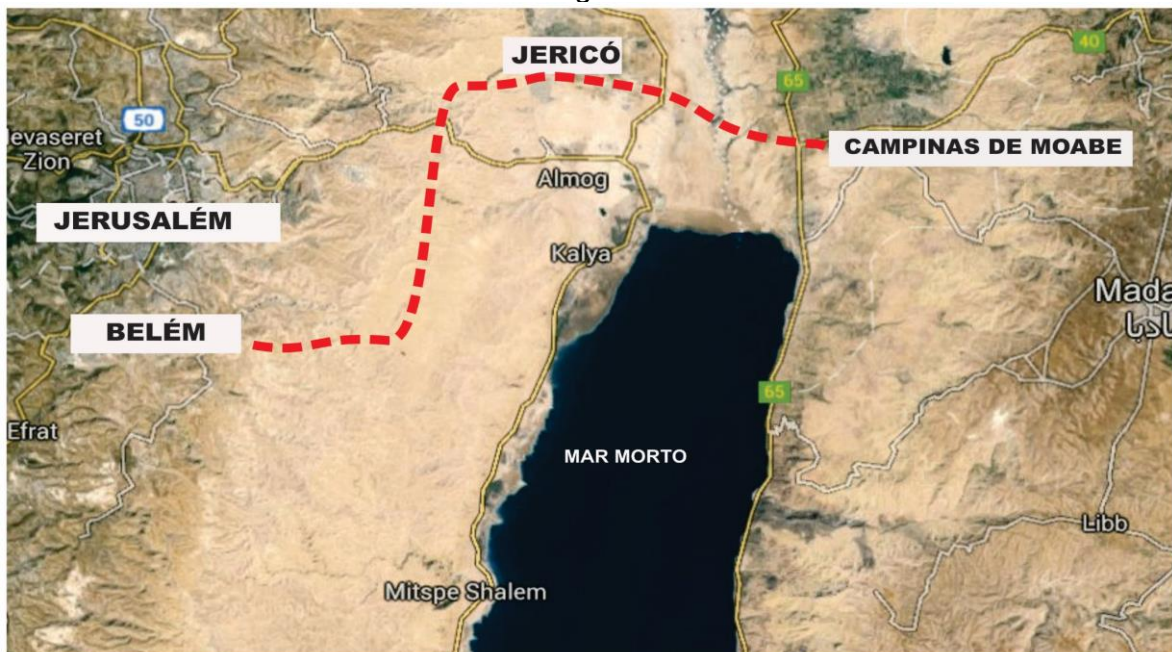 JERICÓ
40
65
50
evaseret
Zion
CAMPINAS DE MOABE
Almog
JERUSALÉM
Kalya
Mada
BELÉM
65
Efrat
MAR MORTO
Libb
Mitspe Shalem